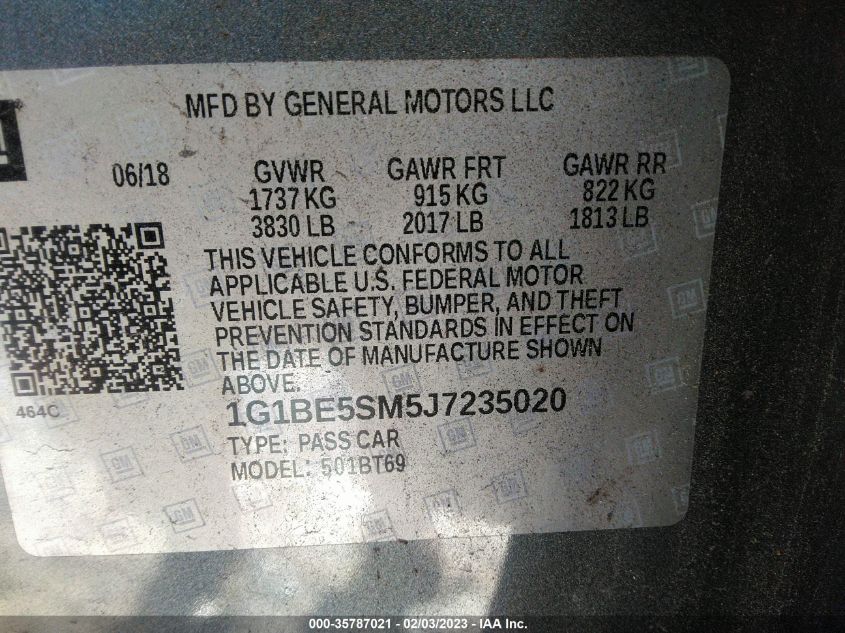 MFD BY GENERAL MOTORS LLC
06/18 GVWR GAWR FRT GAWR RR
1737 KG 915 KG 822 KG
3830 LB 2017 LB 1813 LB
THIS VEHICLE CONFORMS TO ALL
APPLICABLE U.S. FEDERAL MOTOR
VEHICLE SAFETY, BUMPER, AND THEFT
PREVENTION STANDARDS IN EFFECT ON
THE DATE OF MANUFACTURE SHOWN
ABOVE.
464C
1G1BE5SM5J7235020
TYPE: PASS CAR
MODEL: 501BT69
000-35787021 - 02/03/2023 - IAA Inc.